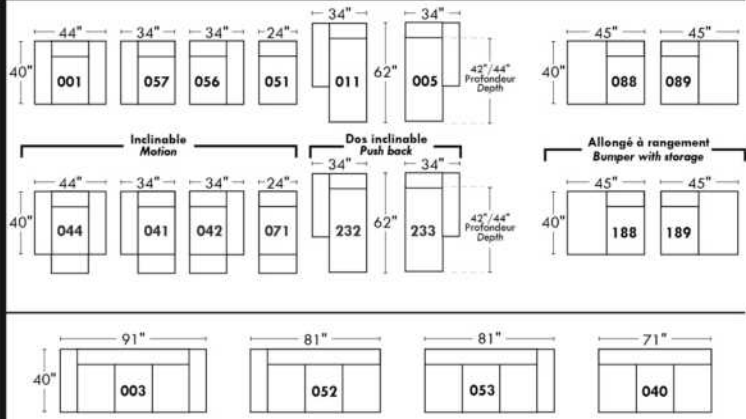 44" 34" 34" 24" 34" 34" 45" 45"
40" 001 057 056 051 011 62" 005 42"/44" Profondeur Depth 40" 088 089
Inclinable
Motion
Dos inclinable
Push back
Allongé à rangement
Bumper with storage
44" 34" 34" 24" 34" 34" 45" 45"
40" 044 041 042 071 232 62" 233 42"/44" Profondeur Depth 40" 188 189
91" 81" 81" 71"
40" 003 052 053 040